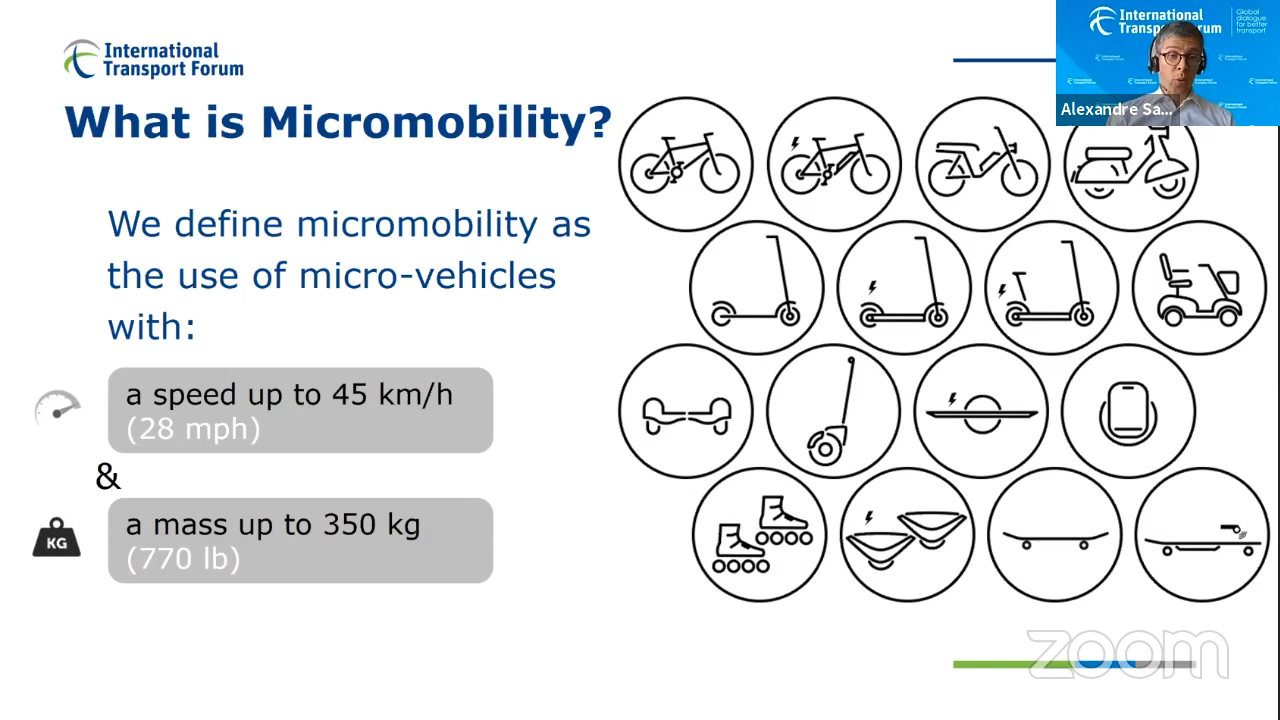 International
Transport Forum
What is Micromobility?
We define micromobility as
the use of micro-vehicles
with:
a speed up to 45 km/h
(28 mph)
&
KG
a mass up to 350 kg
(770 lb)
International
Transport Forum
Global
dialogue
for better
transport
Alexandre Sa...
zoom